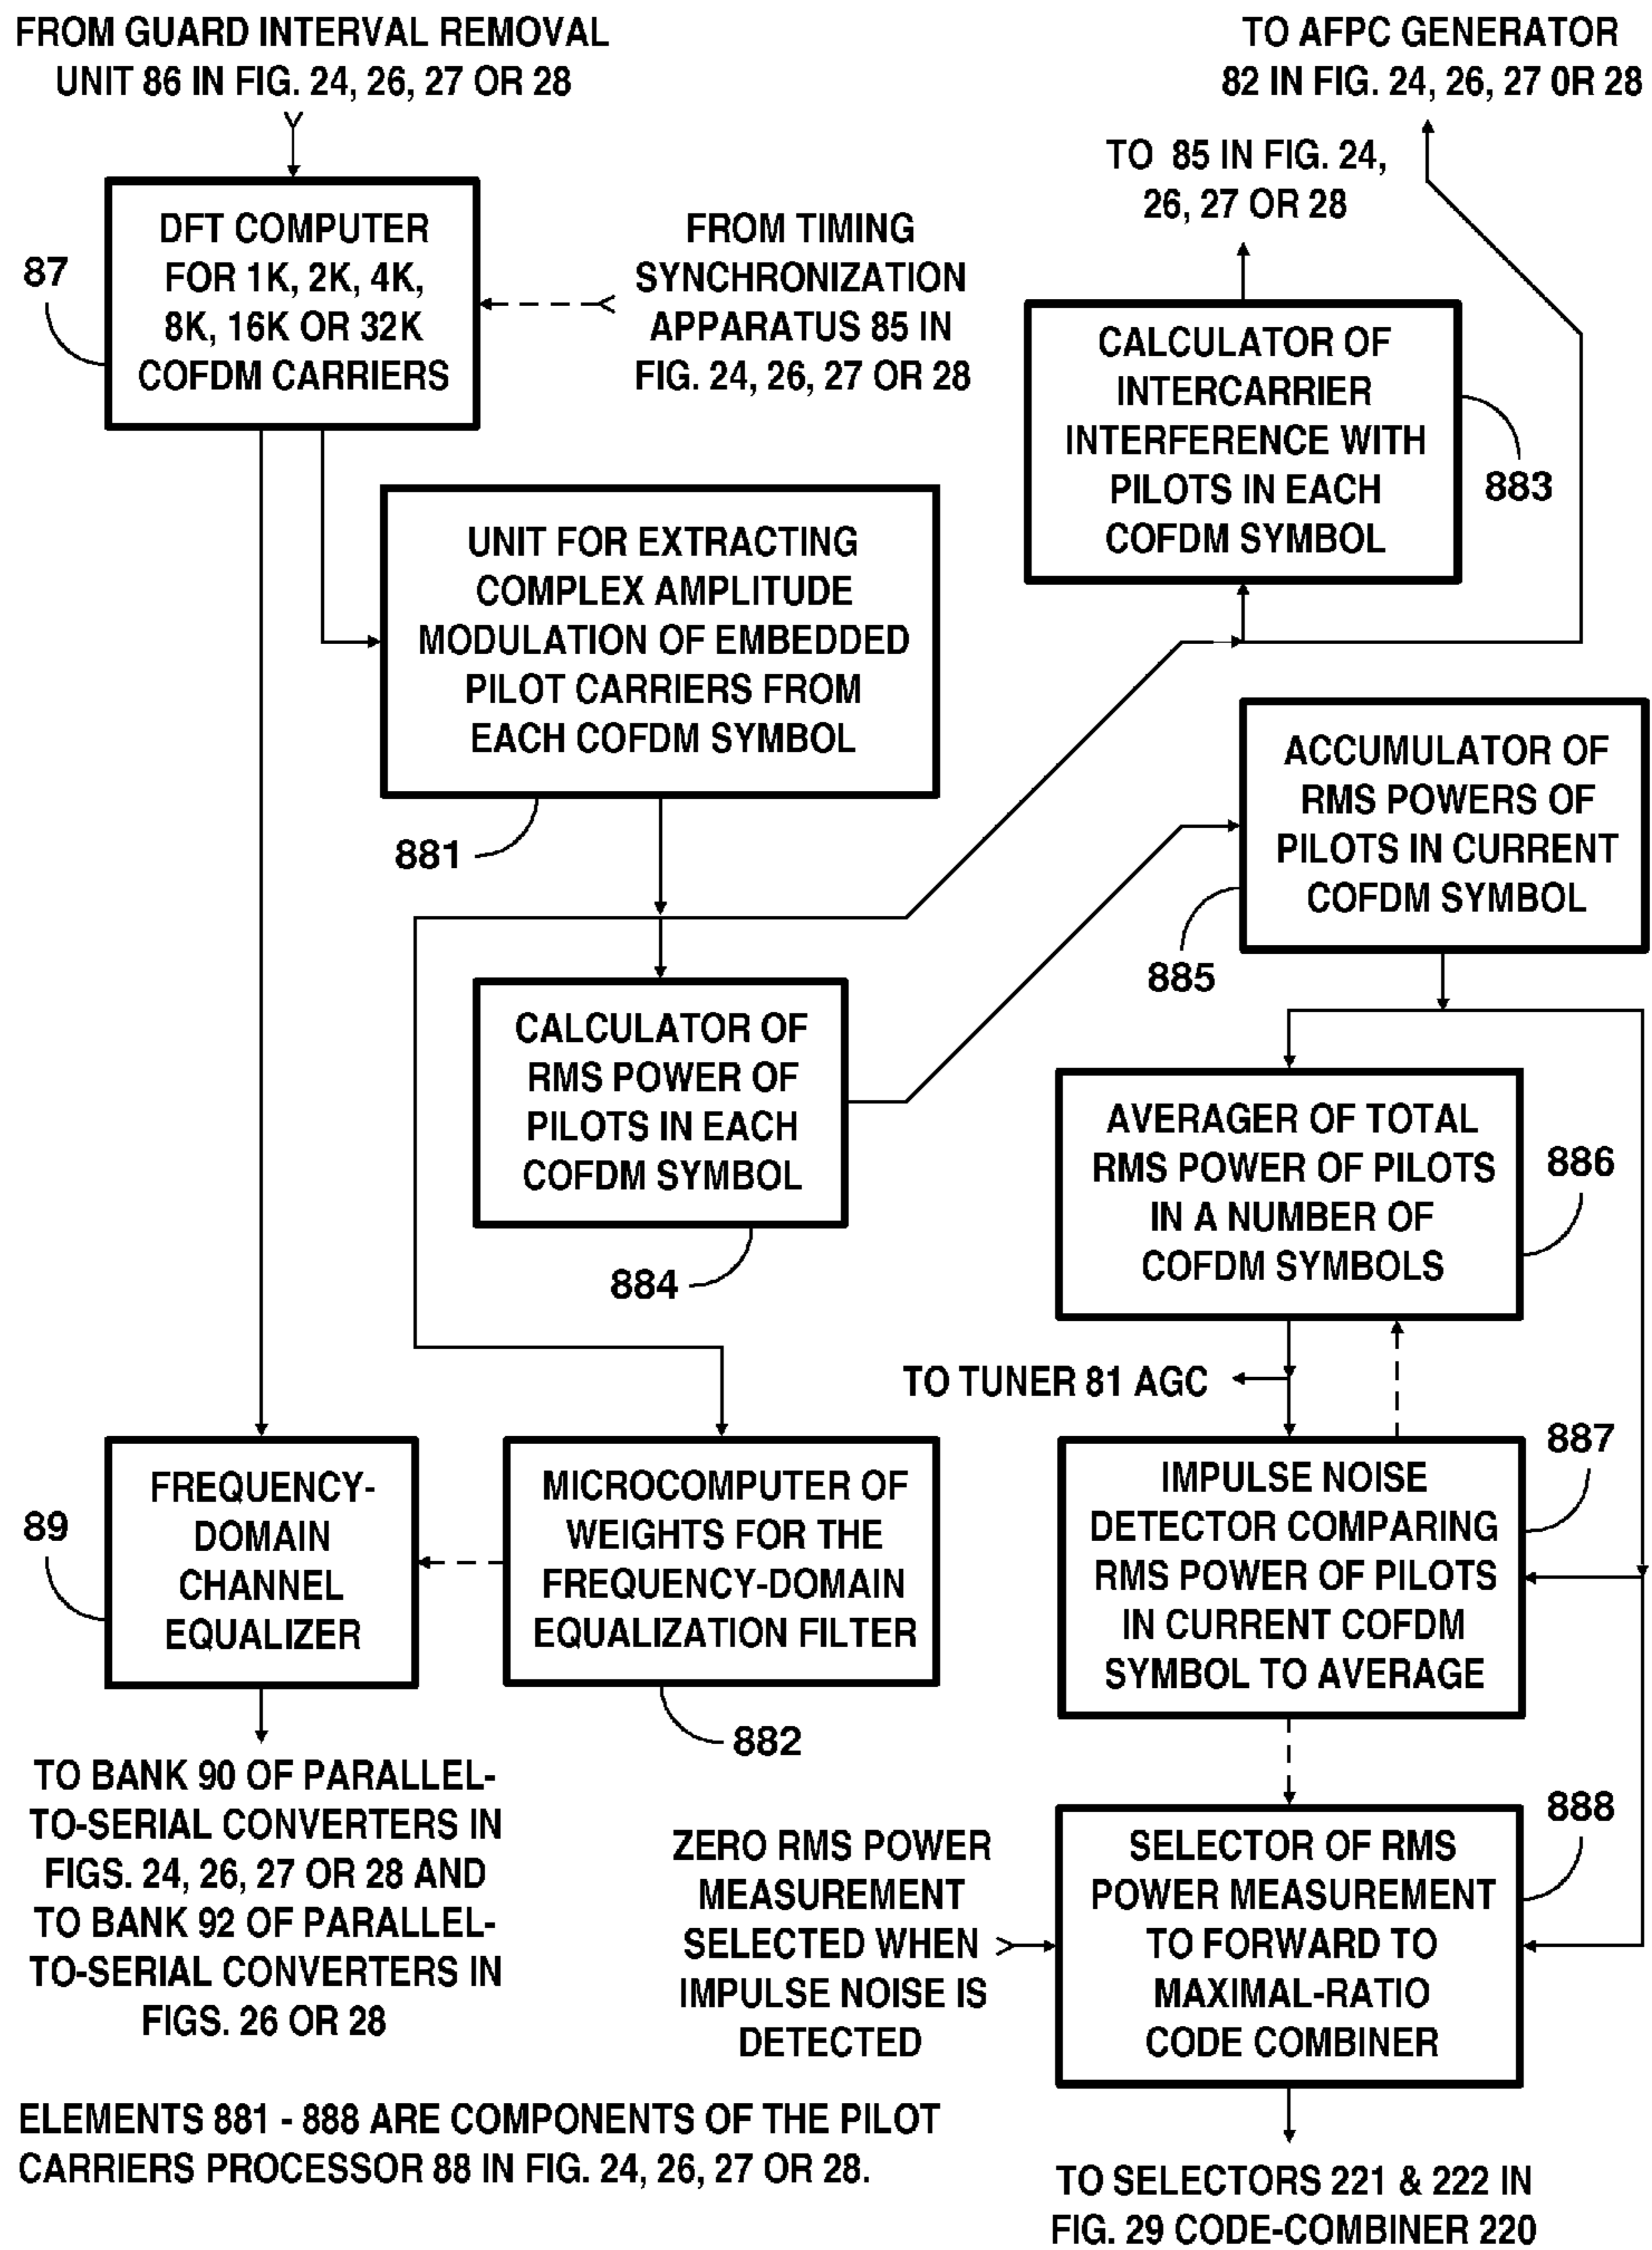 FROM GUARD INTERVAL REMOVAL
UNIT 86 IN FIG. 24, 26, 27 OR 28
TO AFPC GENERATOR
82 IN FIG. 24, 26, 27 0R 28
TO 85 IN FIG. 24,
26, 27 OR 28
DFT COMPUTER
FOR 1K, 2K, 4K,
8K, 16K OR 32K
COFDM CARRIERS
87
FROM TIMING
SYNCHRONIZATION
APPARATUS 85 IN
FIG. 24, 26, 27 OR 28
CALCULATOR OF
INTERCARRIER
INTERFERENCE WITH
PILOTS IN EACH
COFDM SYMBOL
883
UNIT FOR EXTRACTING
COMPLEX AMPLITUDE
MODULATION OF EMBEDDED
PILOT CARRIERS FROM
EACH COFDM SYMBOL
881
ACCUMULATOR OF
RMS POWERS OF
PILOTS IN CURRENT
COFDM SYMBOL
885
CALCULATOR OF
RMS POWER OF
PILOTS IN EACH
COFDM SYMBOL
884
AVERAGER OF TOTAL
RMS POWER OF PILOTS
IN A NUMBER OF
COFDM SYMBOLS
886
TO TUNER 81 AGC
FREQUENCY-
DOMAIN
CHANNEL
EQUALIZER
89
MICROCOMPUTER OF
WEIGHTS FOR THE
FREQUENCY-DOMAIN
EQUALIZATION FILTER
882
IMPULSE NOISE
DETECTOR COMPARING
RMS POWER OF PILOTS
IN CURRENT COFDM
SYMBOL TO AVERAGE
887
TO BANK 90 OF PARALLEL-
TO-SERIAL CONVERTERS IN
FIGS. 24, 26, 27 OR 28 AND
TO BANK 92 OF PARALLEL-
TO-SERIAL CONVERTERS IN
FIGS. 26 OR 28
ZERO RMS POWER
MEASUREMENT
SELECTED WHEN
IMPULSE NOISE IS
DETECTED
SELECTOR OF RMS
POWER MEASUREMENT
TO FORWARD TO
MAXIMAL-RATIO
CODE COMBINER
888
ELEMENTS 881 - 888 ARE COMPONENTS OF THE PILOT
CARRIERS PROCESSOR 88 IN FIG. 24, 26, 27 OR 28.
TO SELECTORS 221 & 222 IN
FIG. 29 CODE-COMBINER 220